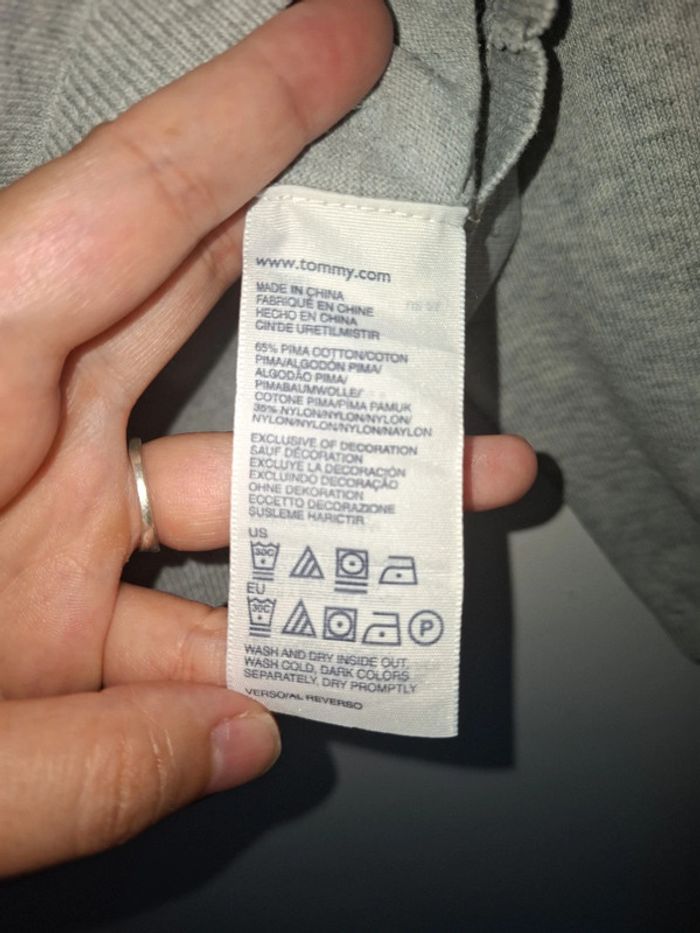 www.tommy.com
MADE IN CHINA
FABRIQUÉ EN CHINE
HECHO EN CHINA
CIN'DE URETILMISTIR
65% PIMA COTTON/COTON
PIMA/ALGODÓN PIMA/
ALGODÃO PIMA/
PIMABAUMWOLLE/
COTONE PIMA/PIMA PAMUK
35% NYLON/NYLON/NYLON/
NYLON/NYLON/NYLON/NAYLON
EXCLUSIVE OF DECORATION
SAUF DÉCORATION
EXCLUYE LA DECORACIÓN
EXCLUINDO DECORAÇÃO
OHNE DEKORATION
ECCETTO DECORAZIONE
SUSLEME HARICTIR
US
30C
EU
30C P
WASH AND DRY INSIDE OUT,
WASH COLD, DARK COLORS
SEPARATELY, DRY PROMPTLY
VERSO/AL REVERSO